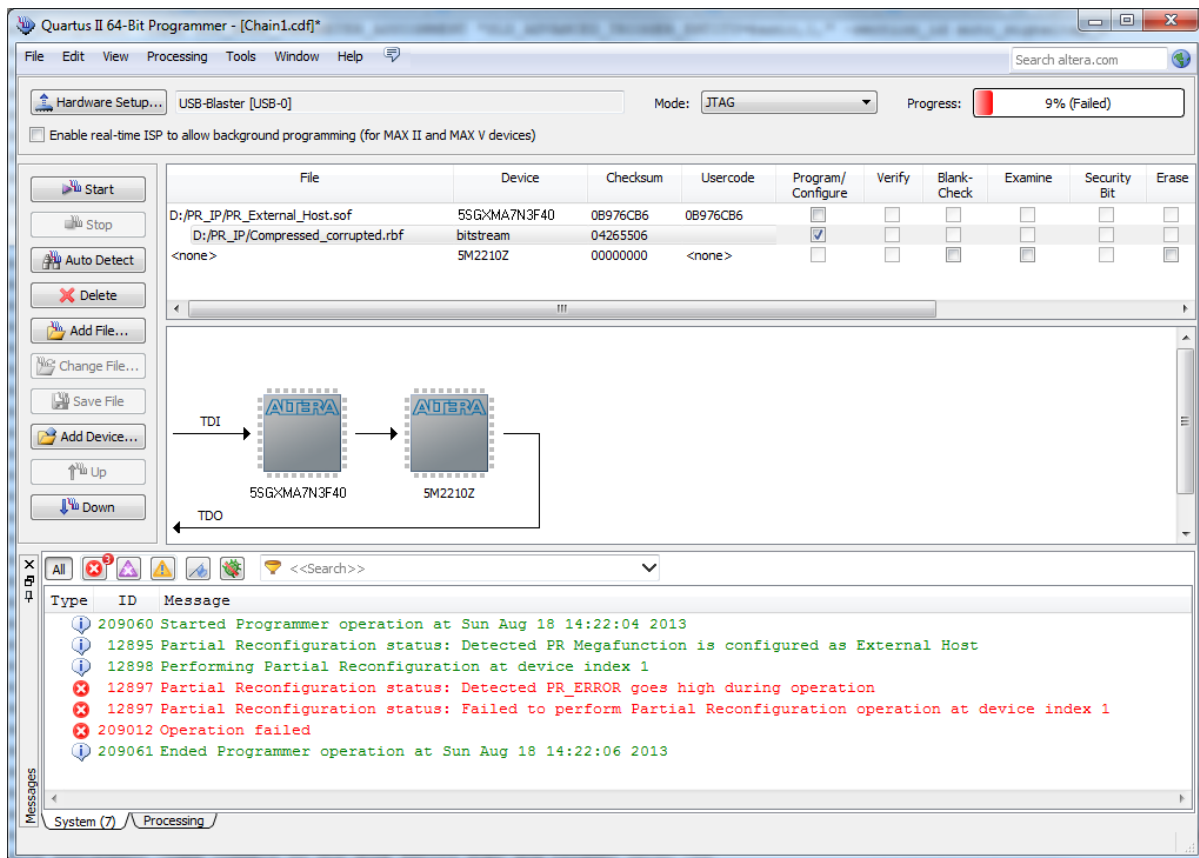 Quartus II 64-Bit Programmer - [Chain1.cdf]*
File Edit View Processing Tools Window Help
Search altera.com
Hardware Setup... USB-Blaster [USB-0] Mode: JTAG Progress: 9% (Failed)
Enable real-time ISP to allow background programming (for MAX II and MAX V devices)
Start
Stop
Auto Detect
Delete
Add File...
Change File...
Save File
Add Device...
Up
Down
File Device Checksum Usercode Program/ Configure Verify Blank- Check Examine Security Bit Erase
D:/PR_IP/PR_External_Host.sof 5SGXMA7N3F40 0B976CB6 0B976CB6
D:/PR_IP/Compressed_corrupted.rbf bitstream 04265506
<none> 5M2210Z 00000000 <none>
TDI
ALTERA ALTERA
5SGXMA7N3F40 5M2210Z
TDO
All 3 <<Search>>
Type ID Message
209060 Started Programmer operation at Sun Aug 18 14:22:04 2013
12895 Partial Reconfiguration status: Detected PR Megafunction is configured as External Host
12898 Performing Partial Reconfiguration at device index 1
12897 Partial Reconfiguration status: Detected PR_ERROR goes high during operation
12897 Partial Reconfiguration status: Failed to perform Partial Reconfiguration operation at device index 1
209012 Operation failed
209061 Ended Programmer operation at Sun Aug 18 14:22:06 2013
Messages
System (7) Processing